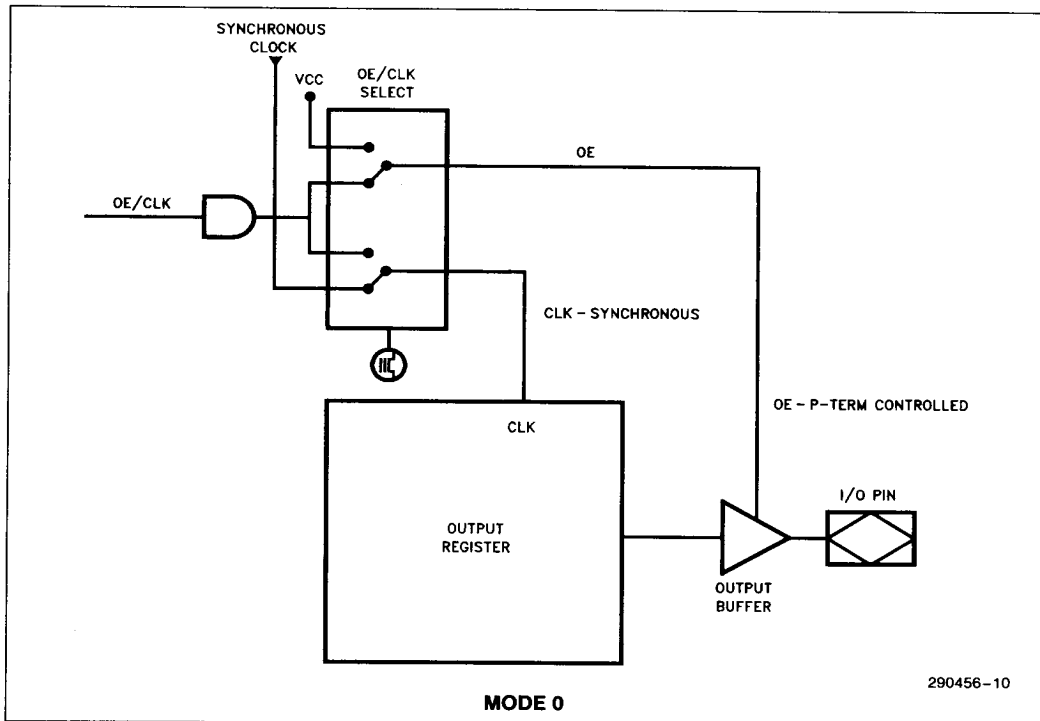 SYNCHRONOUS
CLOCK
VCC
OE/CLK
SELECT
OE
OE/CLK
CLK – SYNCHRONOUS
OE – P-TERM CONTROLLED
CLK
I/O PIN
OUTPUT
REGISTER
OUTPUT
BUFFER
290456–10
MODE 0